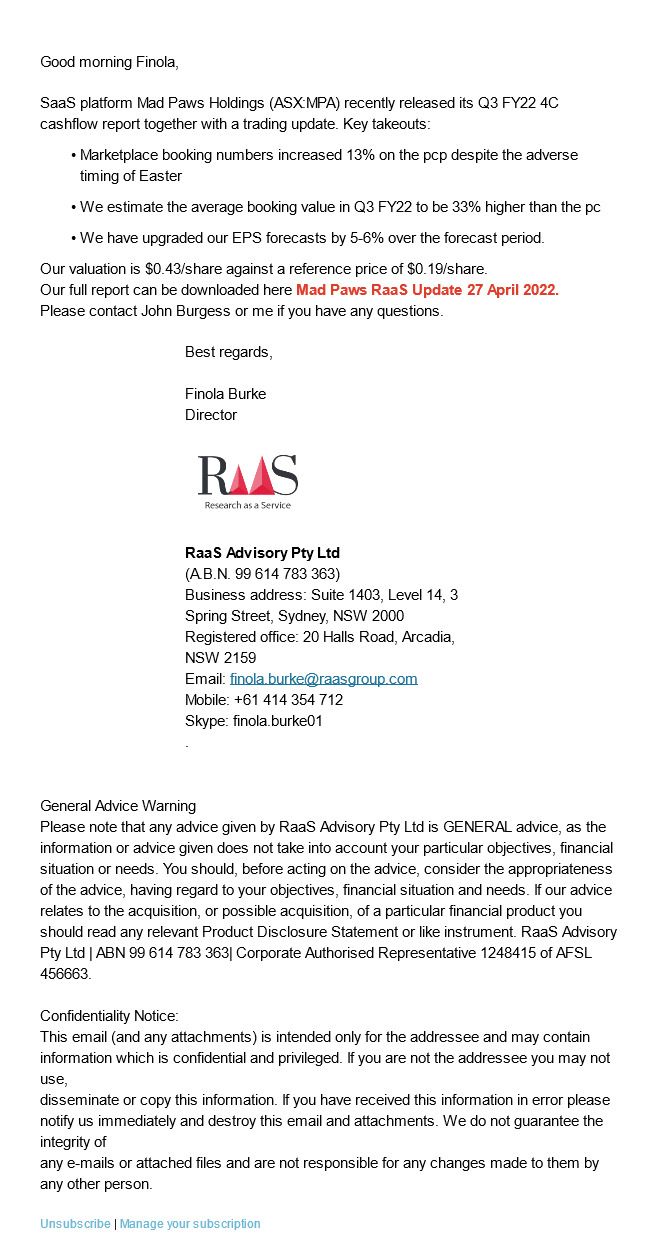 Good morning Finola,
SaaS platform Mad Paws Holdings (ASX:MPA) recently released its Q3 FY22 4C
cashflow report together with a trading update. Key takeouts:
• Marketplace booking numbers increased 13% on the pcp despite the adverse
timing of Easter
• We estimate the average booking value in Q3 FY22 to be 33% higher than the pc
• We have upgraded our EPS forecasts by 5-6% over the forecast period.
Our valuation is $0.43/share against a reference price of $0.19/share.
Our full report can be downloaded here Mad Paws RaaS Update 27 April 2022.
Please contact John Burgess or me if you have any questions.
Best regards,
Finola Burke
Director
RAAS
Research as a Service
RaaS Advisory Pty Ltd
(A.B.N. 99 614 783 363)
Business address: Suite 1403, Level 14, 3
Spring Street, Sydney, NSW 2000
Registered office: 20 Halls Road, Arcadia,
NSW 2159
Email: finola.burke@raasgroup.com
Mobile: +61 414 354 712
Skype: finola.burke01
.
General Advice Warning
Please note that any advice given by RaaS Advisory Pty Ltd is GENERAL advice, as the
information or advice given does not take into account your particular objectives, financial
situation or needs. You should, before acting on the advice, consider the appropriateness
of the advice, having regard to your objectives, financial situation and needs. If our advice
relates to the acquisition, or possible acquisition, of a particular financial product you
should read any relevant Product Disclosure Statement or like instrument. RaaS Advisory
Pty Ltd | ABN 99 614 783 363| Corporate Authorised Representative 1248415 of AFSL
456663.
Confidentiality Notice:
This email (and any attachments) is intended only for the addressee and may contain
information which is confidential and privileged. If you are not the addressee you may not
use,
disseminate or copy this information. If you have received this information in error please
notify us immediately and destroy this email and attachments. We do not guarantee the
integrity of
any e-mails or attached files and are not responsible for any changes made to them by
any other person.
Unsubscribe | Manage your subscription